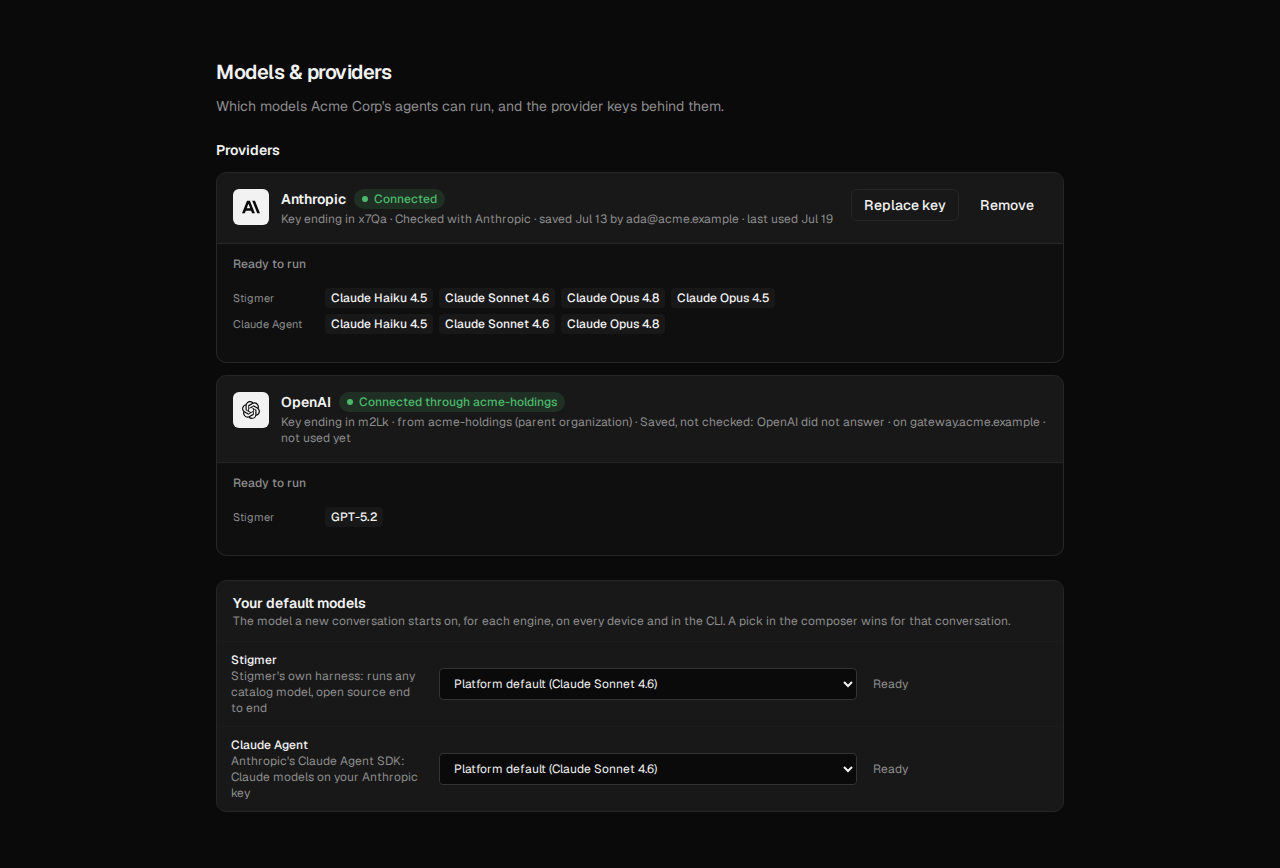 Models & providers
Which models Acme Corp's agents can run, and the provider keys behind them.
Providers
Anthropic
Connected
Key ending in x7Qa · Checked with Anthropic · saved Jul 13 by ada@acme.example · last used Jul 19
Replace key
Remove
Ready to run
Stigmer
Claude Haiku 4.5
Claude Sonnet 4.6
Claude Opus 4.8
Claude Opus 4.5
Claude Agent
Claude Haiku 4.5
Claude Sonnet 4.6
Claude Opus 4.8
OpenAI
Connected through acme-holdings
Key ending in m2Lk · from acme-holdings (parent organization) · Saved, not checked: OpenAI did not answer · on gateway.acme.example ·
not used yet
Ready to run
Stigmer
GPT-5.2
Your default models
The model a new conversation starts on, for each engine, on every device and in the CLI. A pick in the composer wins for that conversation.
Stigmer
Stigmer's own harness: runs any
catalog model, open source end
to end
Platform default (Claude Sonnet 4.6)
Ready
Claude Agent
Anthropic's Claude Agent SDK:
Claude models on your Anthropic
key
Platform default (Claude Sonnet 4.6)
Ready